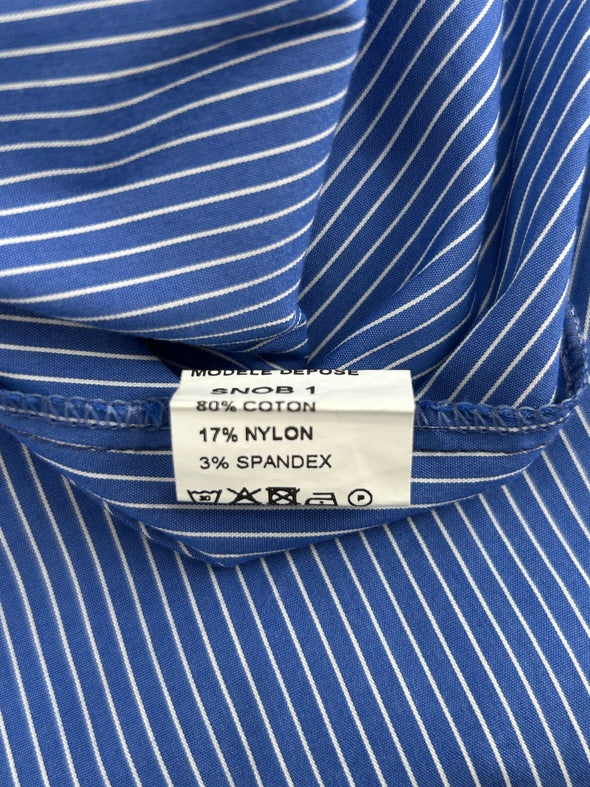 MODELE DEPOSE
SNOB 1
80% COTON
17% NYLON
3% SPANDEX
P